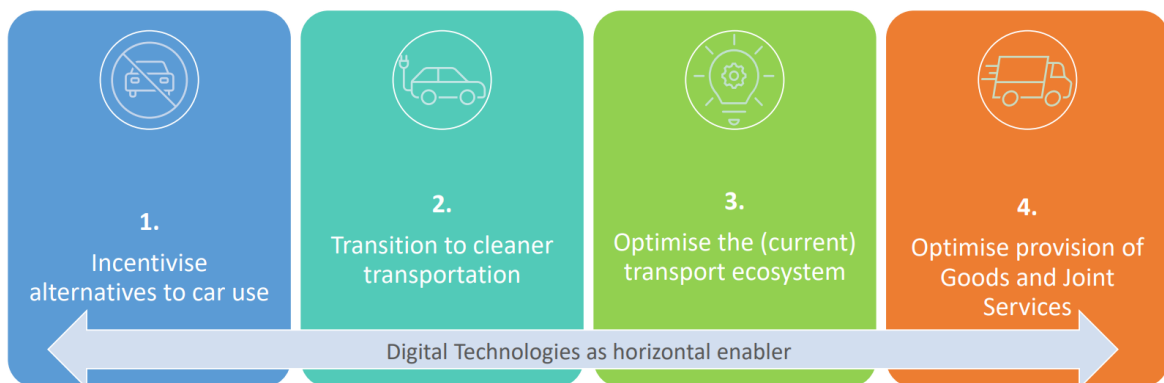 1.
Incentivise
alternatives to car use
2.
Transition to cleaner
transportation
3.
Optimise the (current)
transport ecosystem
4.
Optimise provision of
Goods and Joint
Services
Digital Technologies as horizontal enabler